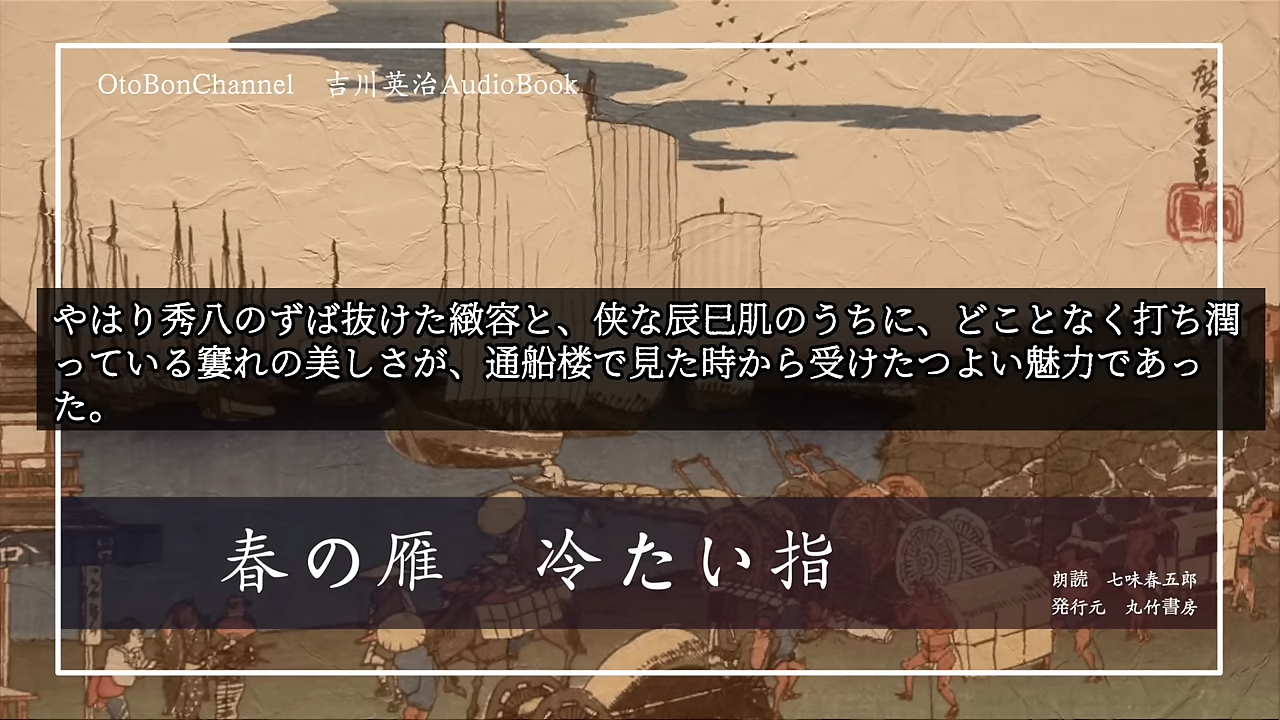 OtoBonChannel 吉川英治AudioBook
廣重画
やはり秀八のずば抜けた緻容と、侠な辰巳肌のうちに、どことなく打ち潤
っている窶れの美しさが、通船楼で見た時から受けたつよい魅力であっ
た。
春の雁 冷たい指
朗読 七味春五郎
発行元 丸竹書房